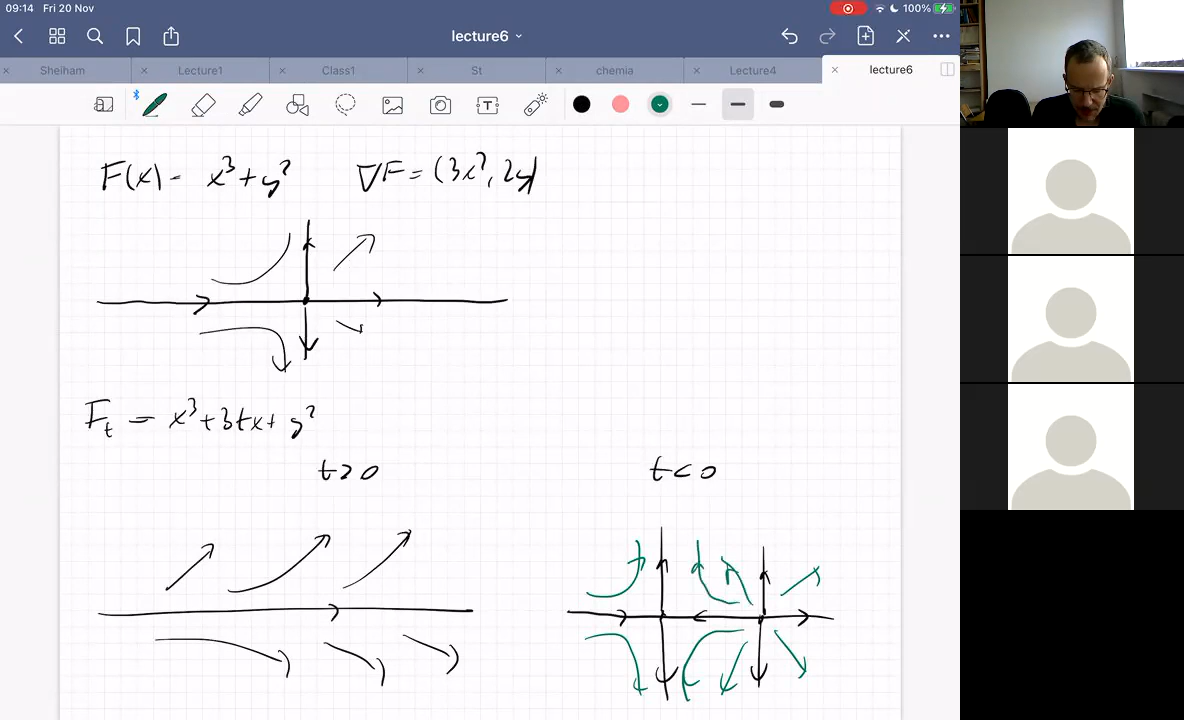 09:14 Fri 20 Nov
100%
lecture6
Sheiham
Lecture1
Class1
St
chemia
Lecture4
lecture6
F(x) = x³+y² ∇F = (3x², 2y)
F_t = x³+3tx+y²
t>0 t<0